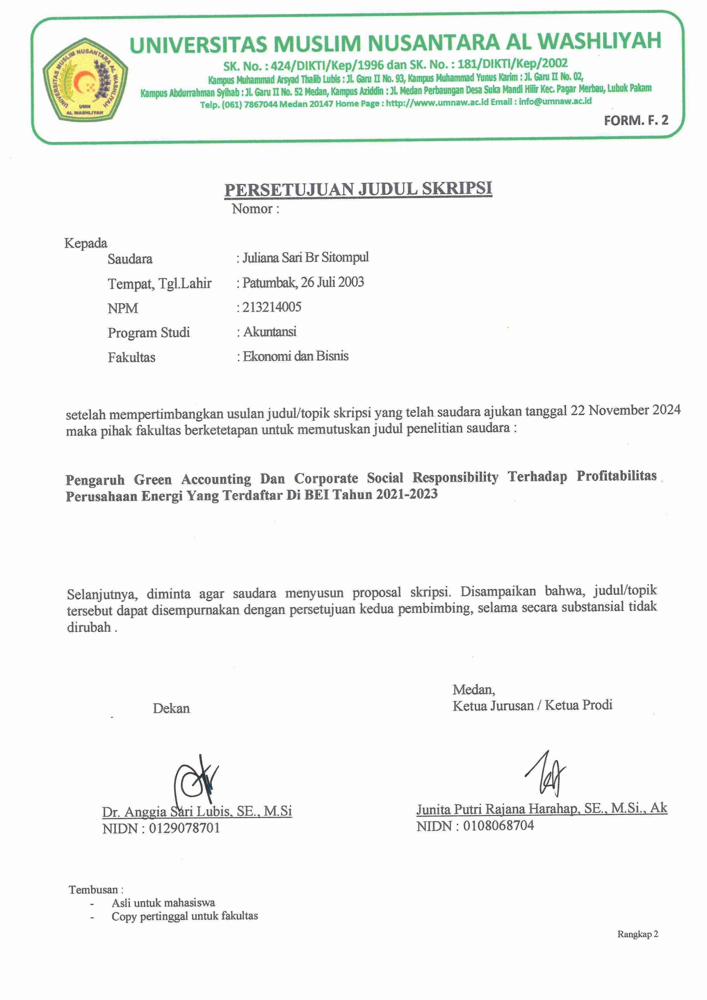 UNIVERSITAS MUSLIM NUSANTARA AL WASHLIYAH
UMN
AL WASHLIYAH
UNIVERSITAS MUSLIM NUSANTARA AL WASHLIYAH
SK. No. : 424/DIKTI/Kep/1996 dan SK. No. : 181/DIKTI/Kep/2002
Kampus Muhammad Arsyad Thalib Lubis : Jl. Garu II No. 93, Kampus Muhammad Yunus Karim : Jl. Garu II No. 02,
Kampus Abdurrahman Syihab : Jl. Garu II No. 52 Medan, Kampus Aziddin : Jl. Medan Perbaungan Desa Suka Mandi Hilir Kec. Pagar Merbau, Lubuk Pakam
Telp. (061) 7867044 Medan 20147 Home Page : http://www.umnaw.ac.id Email : info@umnaw.ac.id
FORM. F. 2
PERSETUJUAN JUDUL SKRIPSI
Nomor :
Kepada
Saudara : Juliana Sari Br Sitompul
Tempat, Tgl.Lahir : Patumbak, 26 Juli 2003
NPM : 213214005
Program Studi : Akuntansi
Fakultas : Ekonomi dan Bisnis
setelah mempertimbangkan usulan judul/topik skripsi yang telah saudara ajukan tanggal 22 November 2024
maka pihak fakultas berketetapan untuk memutuskan judul penelitian saudara :
Pengaruh Green Accounting Dan Corporate Social Responsibility Terhadap Profitabilitas
Perusahaan Energi Yang Terdaftar Di BEI Tahun 2021-2023
Selanjutnya, diminta agar saudara menyusun proposal skripsi. Disampaikan bahwa, judul/topik
tersebut dapat disempurnakan dengan persetujuan kedua pembimbing, selama secara substansial tidak
dirubah .
Medan,
Dekan Ketua Jurusan / Ketua Prodi
Dr. Anggia Sari Lubis, SE., M.Si Junita Putri Rajana Harahap, SE., M.Si., Ak
NIDN : 0129078701 NIDN : 0108068704
Tembusan :
- Asli untuk mahasiswa
- Copy pertinggal untuk fakultas
Rangkap 2